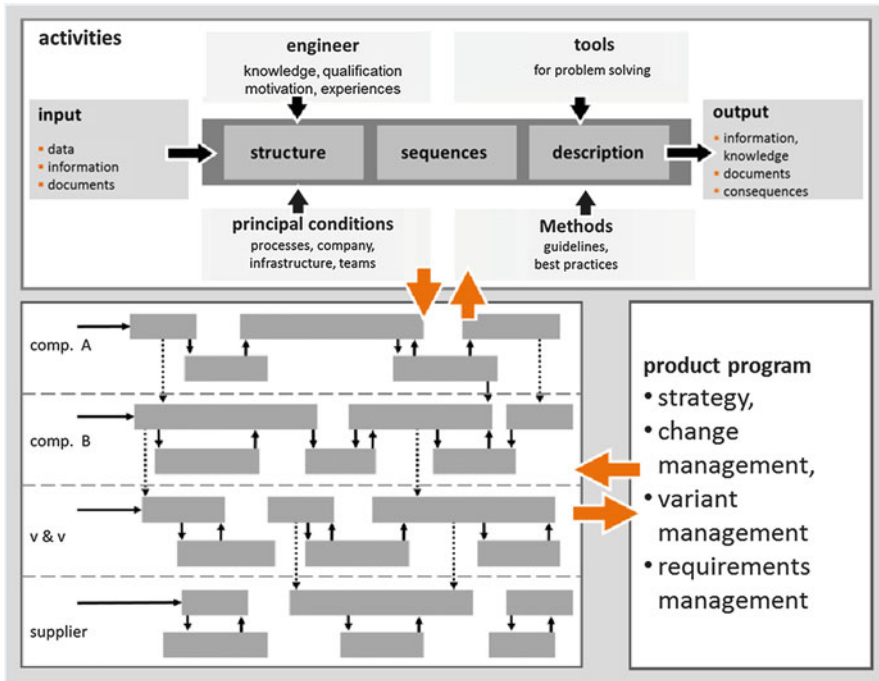 activities
engineer
knowledge, qualification
motivation, experiences
tools
for problem solving
input
▪ data
▪ information
▪ documents
structure
sequences
description
output
▪ information,
knowledge
▪ documents
▪ consequences
principal conditions
processes, company,
infrastructure, teams
Methods
guidelines,
best practices
comp. A
comp. B
v & v
supplier
product program
• strategy,
• change
management,
• variant
management
• requirements
management